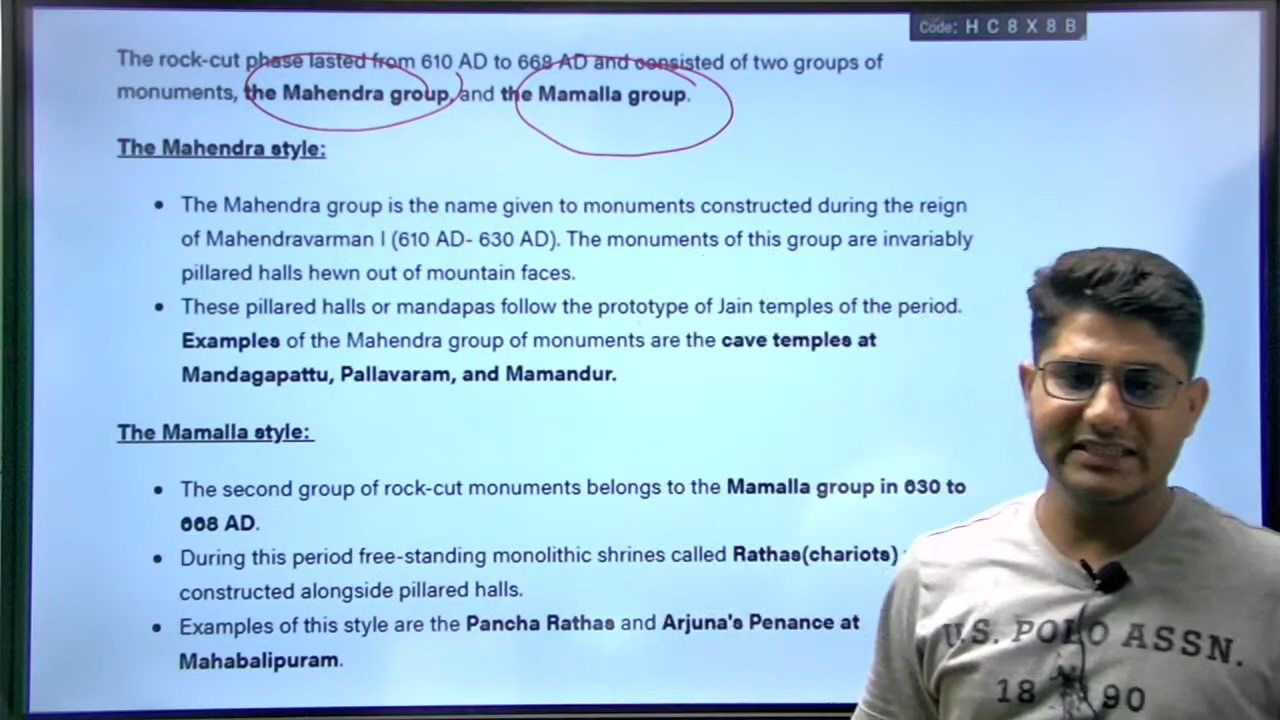 Code: H C 8 X 8 B
The rock-cut phase lasted from 610 AD to 668 AD and consisted of two groups of
monuments, the Mahendra group, and the Mamalla group.
The Mahendra style:
• The Mahendra group is the name given to monuments constructed during the reign
of Mahendravarman I (610 AD- 630 AD). The monuments of this group are invariably
pillared halls hewn out of mountain faces.
• These pillared halls or mandapas follow the prototype of Jain temples of the period.
Examples of the Mahendra group of monuments are the cave temples at
Mandagapattu, Pallavaram, and Mamandur.
The Mamalla style:
• The second group of rock-cut monuments belongs to the Mamalla group in 630 to
668 AD.
• During this period free-standing monolithic shrines called Rathas(chariots)
constructed alongside pillared halls.
• Examples of this style are the Pancha Rathas and Arjuna's Penance at
Mahabalipuram.
U.S. POLO ASSN.
18 90